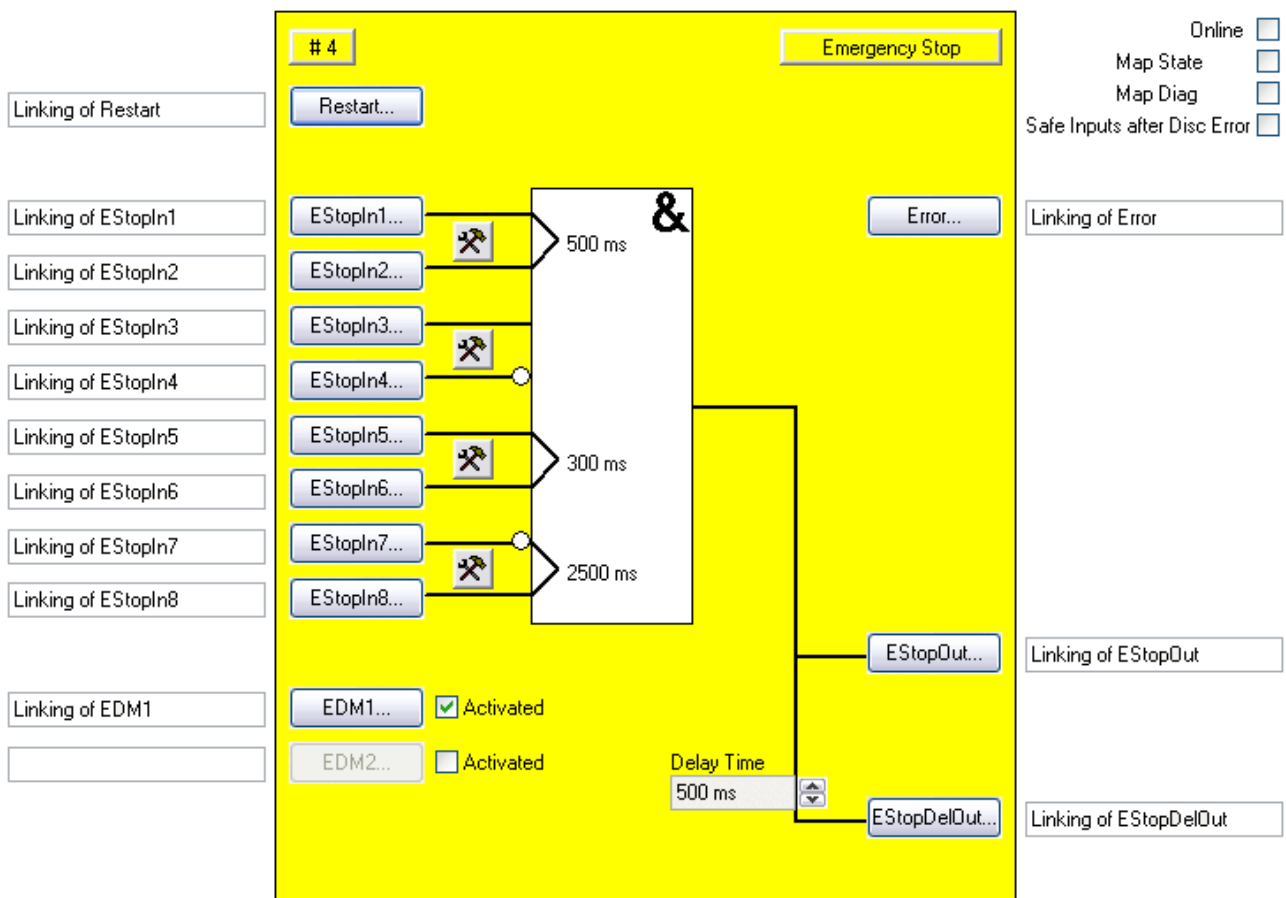 # 4
Emergency Stop
Online
Map State
Map Diag
Safe Inputs after Disc Error
Linking of Restart
Restart...
Linking of EStopIn1
EStopIn1...
&
Error...
Linking of Error
500 ms
Linking of EStopIn2
EStopIn2...
Linking of EStopIn3
EStopIn3...
Linking of EStopIn4
EStopIn4...
Linking of EStopIn5
EStopIn5...
300 ms
Linking of EStopIn6
EStopIn6...
Linking of EStopIn7
EStopIn7...
2500 ms
Linking of EStopIn8
EStopIn8...
EStopOut...
Linking of EStopOut
Linking of EDM1
EDM1...
Activated
EDM2...
Activated
Delay Time
500 ms
EStopDelOut...
Linking of EStopDelOut